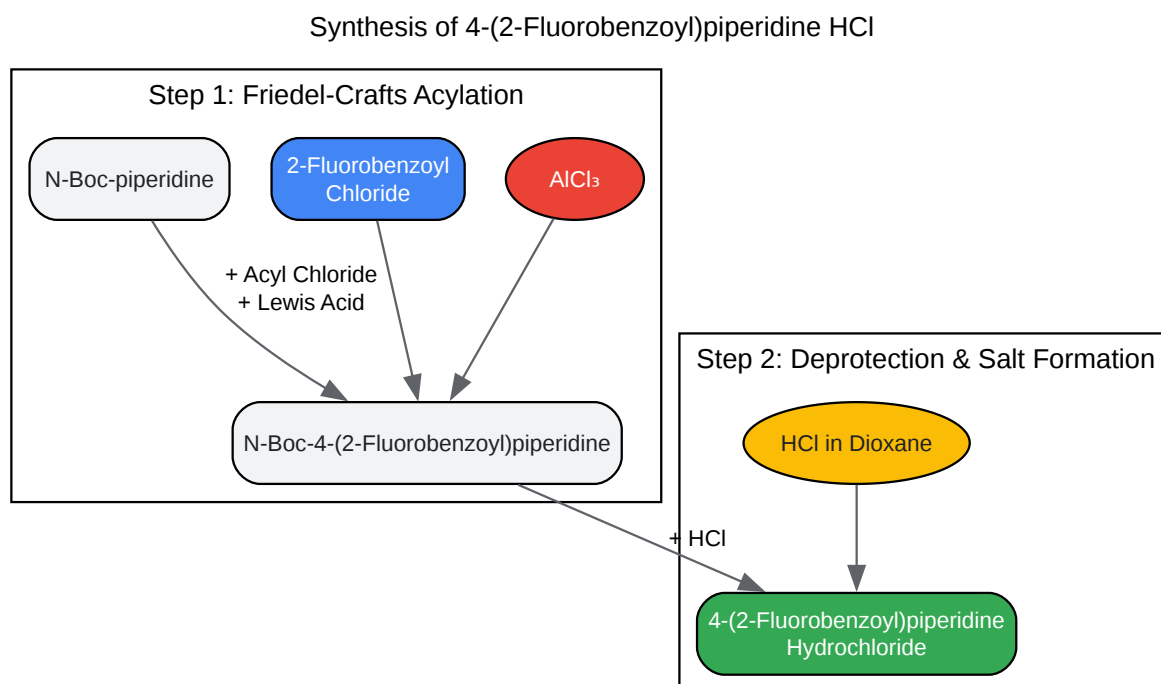 Synthesis of 4-(2-Fluorobenzoyl)piperidine HCl
Step 1: Friedel-Crafts Acylation
N-Boc-piperidine
2-Fluorobenzoyl
Chloride
AlCl₃
+ Acyl Chloride
+ Lewis Acid
N-Boc-4-(2-Fluorobenzoyl)piperidine
Step 2: Deprotection & Salt Formation
HCl in Dioxane
+ HCl
4-(2-Fluorobenzoyl)piperidine
Hydrochloride